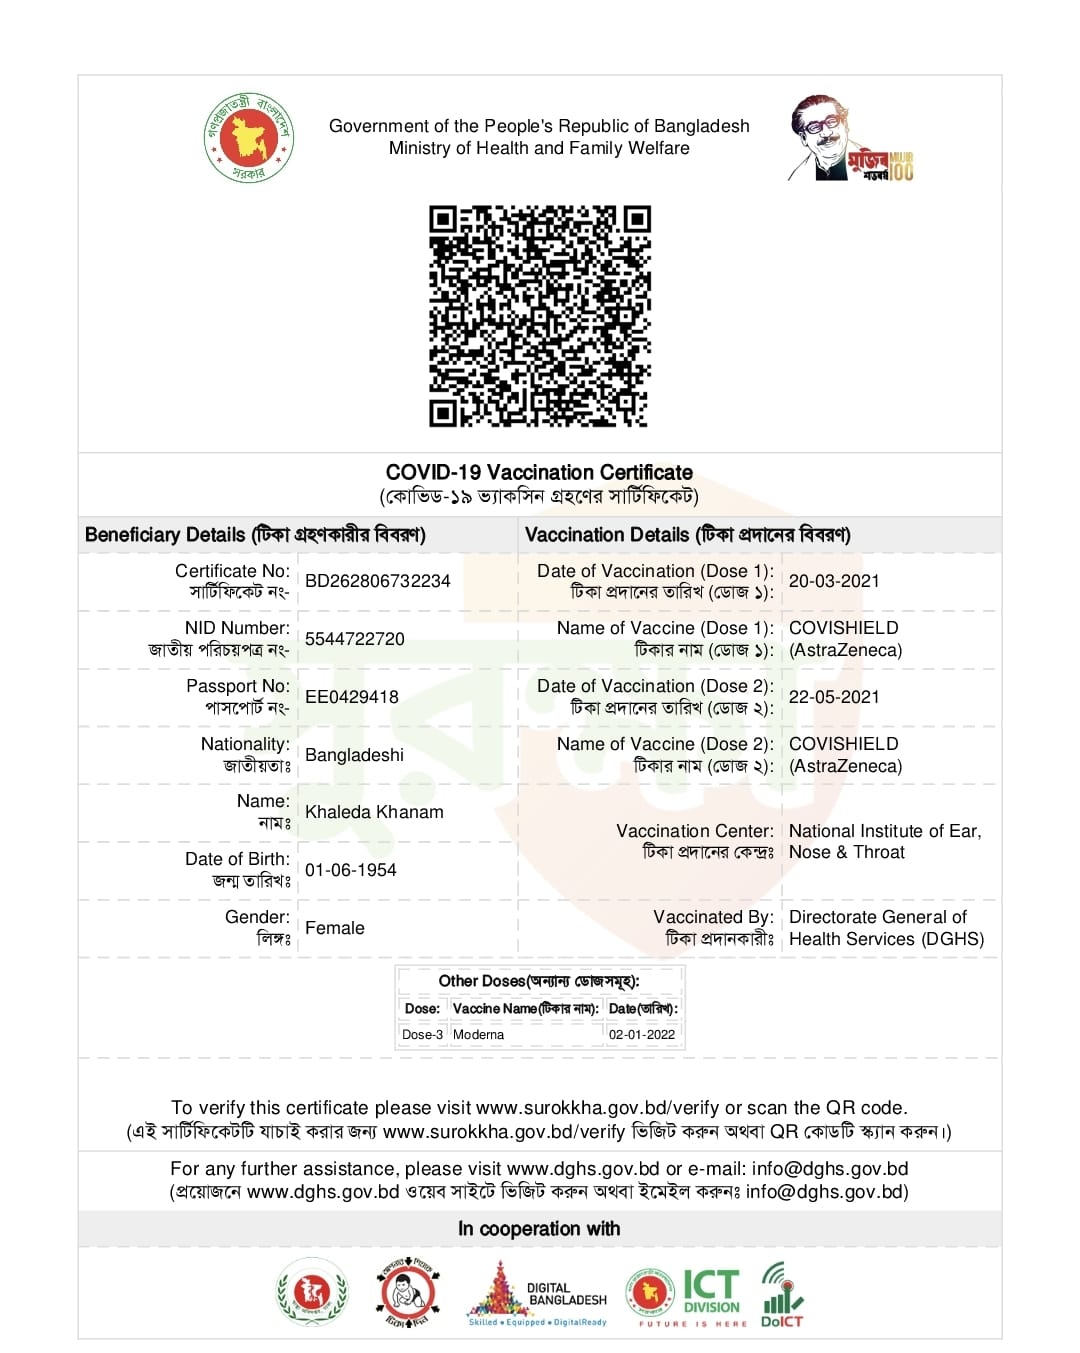 গণপ্রজাতন্ত্রী বাংলাদেশ
সরকার
Government of the People's Republic of Bangladesh
Ministry of Health and Family Welfare
মুজিব
শতবর্ষ
MUJIB
100
COVID-19 Vaccination Certificate
(কোভিড-১৯ ভ্যাকসিন গ্রহণের সার্টিফিকেট)
Beneficiary Details (টিকা গ্রহণকারীর বিবরণ)
Certificate No: BD262806732234
সার্টিফিকেট নং-
NID Number: 5544722720
জাতীয় পরিচয়পত্র নং-
Passport No: EE0429418
পাসপোর্ট নং-
Nationality: Bangladeshi
জাতীয়তাঃ
Name: Khaleda Khanam
নামঃ
Date of Birth: 01-06-1954
জন্ম তারিখঃ
Gender: Female
লিঙ্গঃ
Vaccination Details (টিকা প্রদানের বিবরণ)
Date of Vaccination (Dose 1): 20-03-2021
টিকা প্রদানের তারিখ (ডোজ ১):
Name of Vaccine (Dose 1): COVISHIELD
টিকার নাম (ডোজ ১): (AstraZeneca)
Date of Vaccination (Dose 2): 22-05-2021
টিকা প্রদানের তারিখ (ডোজ ২):
Name of Vaccine (Dose 2): COVISHIELD
টিকার নাম (ডোজ ২): (AstraZeneca)
Vaccination Center: National Institute of Ear,
টিকা প্রদানের কেন্দ্রঃ Nose & Throat
Vaccinated By: Directorate General of
টিকা প্রদানকারীঃ Health Services (DGHS)
সুরক্ষা
Other Doses(অন্যান্য ডোজসমূহ):
Dose: Vaccine Name(টিকার নাম): Date(তারিখ):
Dose-3 Moderna 02-01-2022
To verify this certificate please visit www.surokkha.gov.bd/verify or scan the QR code.
(এই সার্টিফিকেটটি যাচাই করার জন্য www.surokkha.gov.bd/verify ভিজিট করুন অথবা QR কোডটি স্ক্যান করুন।)
For any further assistance, please visit www.dghs.gov.bd or e-mail: info@dghs.gov.bd
(প্রয়োজনে www.dghs.gov.bd ওয়েব সাইটে ভিজিট করুন অথবা ইমেইল করুনঃ info@dghs.gov.bd)
In cooperation with
টিকা দিন
DIGITAL
BANGLADESH
Skilled • Equipped • DigitalReady
ICT
DIVISION
FUTURE IS HERE
DoICT